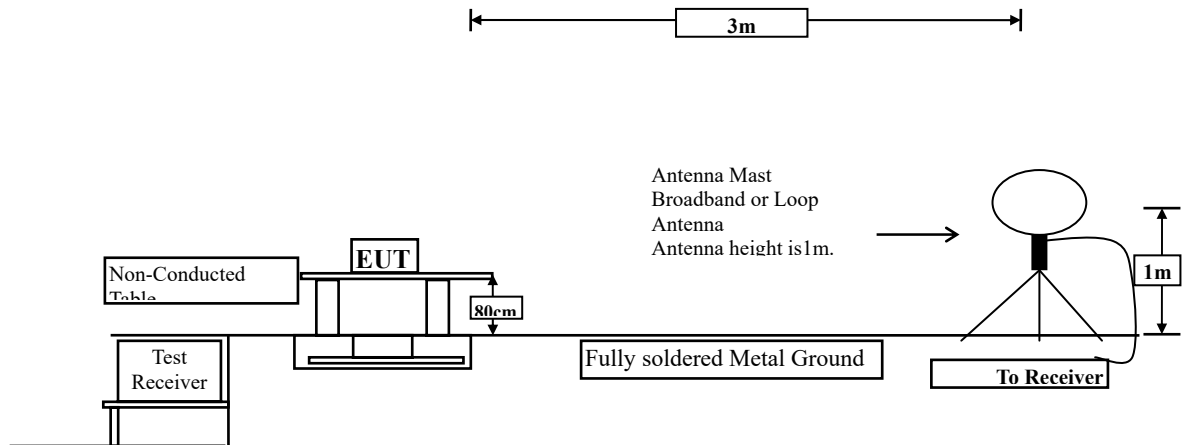 3m
Antenna Mast
Broadband or Loop
Antenna
Antenna height is1m.
EUT
Non-Conducted
Table
80cm
1m
Test
Receiver
Fully soldered Metal Ground
To Receiver